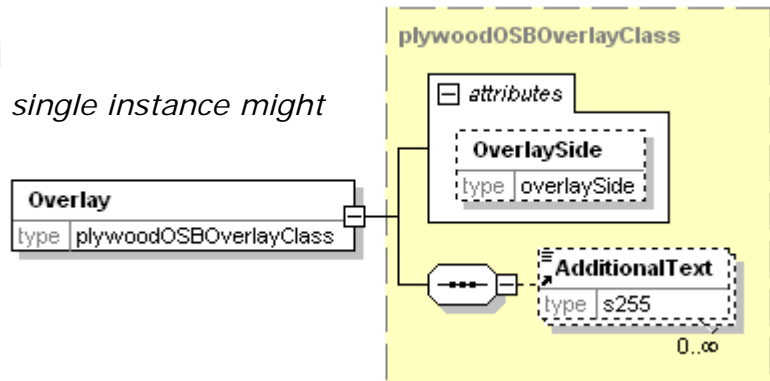 plywoodOSBOverlayClass
single instance might
attributes
OverlaySide
type overlaySide
Overlay
type plywoodOSBOverlayClass
AdditionalText
type s255
0..∞